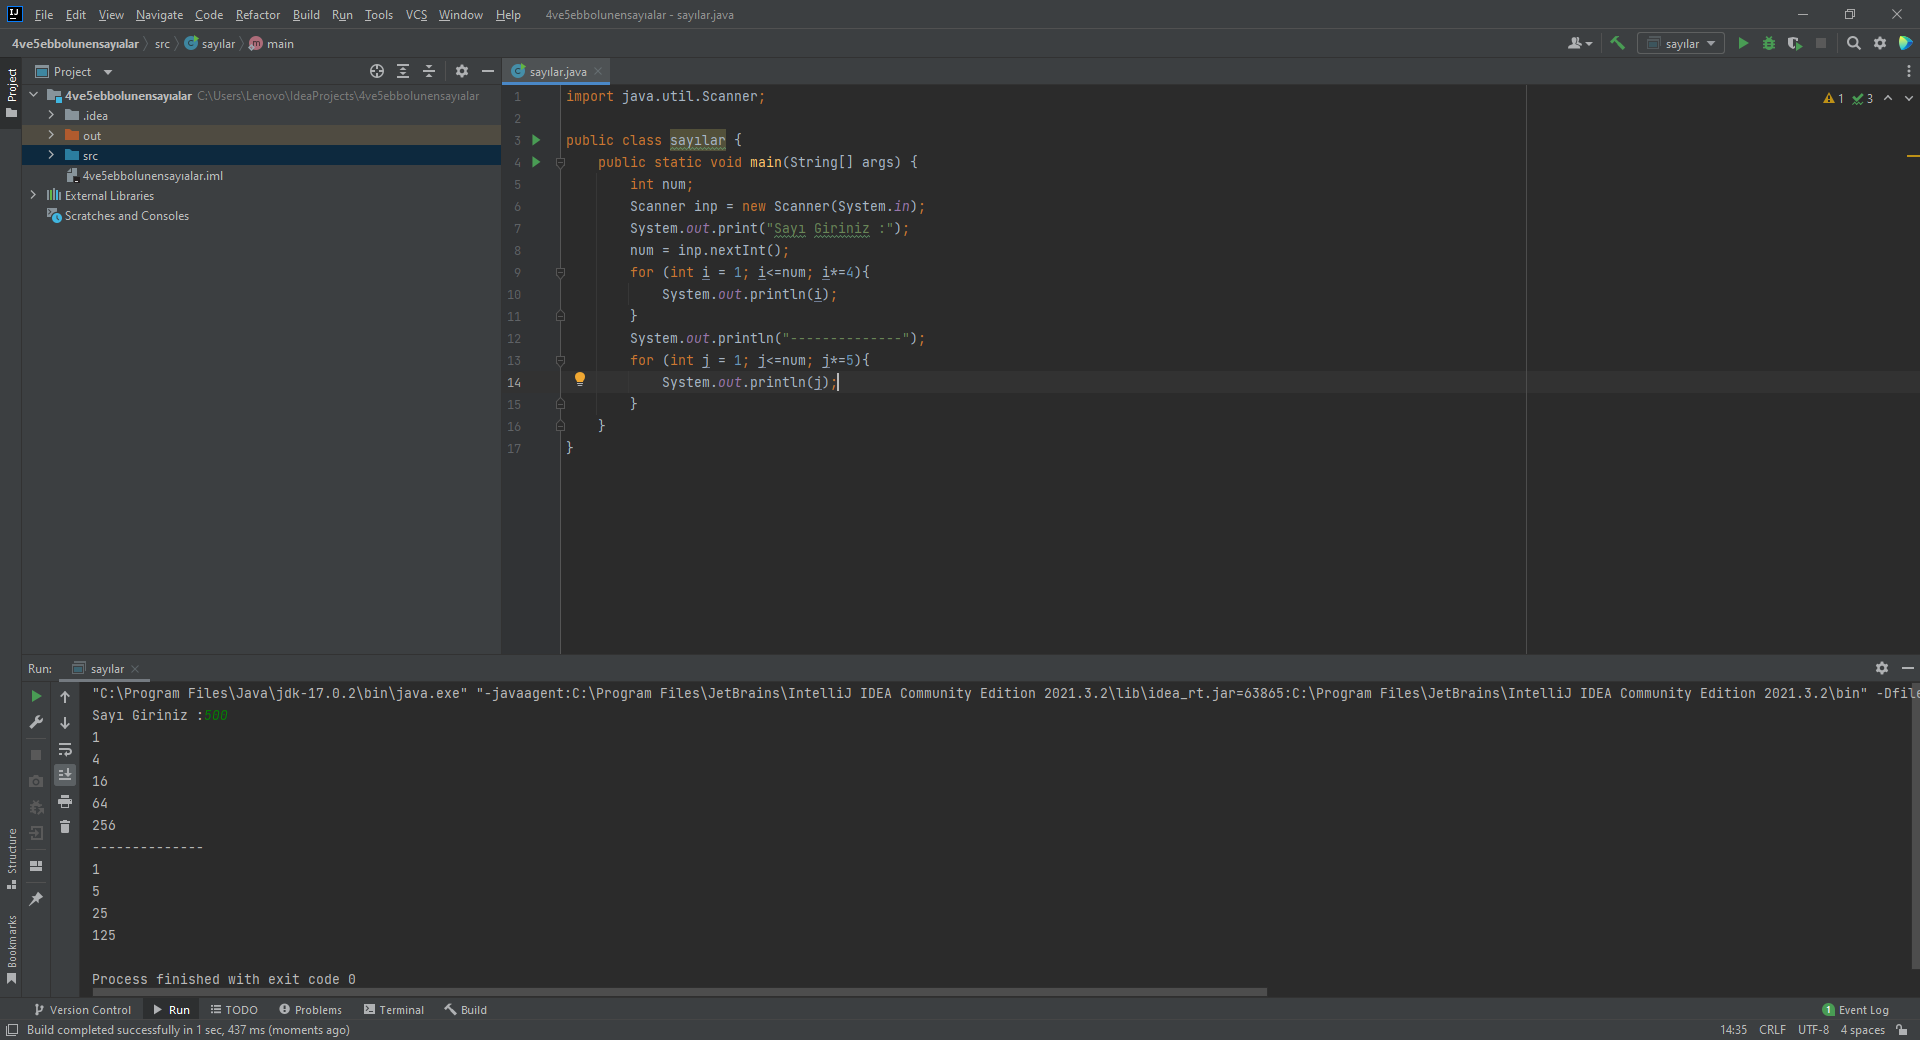 File Edit View Navigate Code Refactor Build Run Tools VCS Window Help 4ve5ebbolunensayıalar - sayılar.java
4ve5ebbolunensayıalar src sayılar main
sayılar
Project
Project
sayılar.java
4ve5ebbolunensayıalar C:\Users\Lenovo\IdeaProjects\4ve5ebbolunensayıalar
.idea
out
src
4ve5ebbolunensayıalar.iml
External Libraries
Scratches and Consoles
1 import java.util.Scanner;
2
3 public class sayılar {
4 public static void main(String[] args) {
5 int num;
6 Scanner inp = new Scanner(System.in);
7 System.out.print("Sayı Giriniz :");
8 num = inp.nextInt();
9 for (int i = 1; i<=num; i*=4){
10 System.out.println(i);
11 }
12 System.out.println("--------------");
13 for (int j = 1; j<=num; j*=5){
14 System.out.println(j);
15 }
16 }
17 }
1 3
Run: sayılar
"C:\Program Files\Java\jdk-17.0.2\bin\java.exe" "-javaagent:C:\Program Files\JetBrains\IntelliJ IDEA Community Edition 2021.3.2\lib\idea_rt.jar=63865:C:\Program Files\JetBrains\IntelliJ IDEA Community Edition 2021.3.2\bin" -Dfile
Sayı Giriniz :500
1
4
16
64
256
--------------
1
5
25
125
Process finished with exit code 0
Structure
Bookmarks
Version Control Run TODO Problems Terminal Build 1 Event Log
Build completed successfully in 1 sec, 437 ms (moments ago) 14:35 CRLF UTF-8 4 spaces